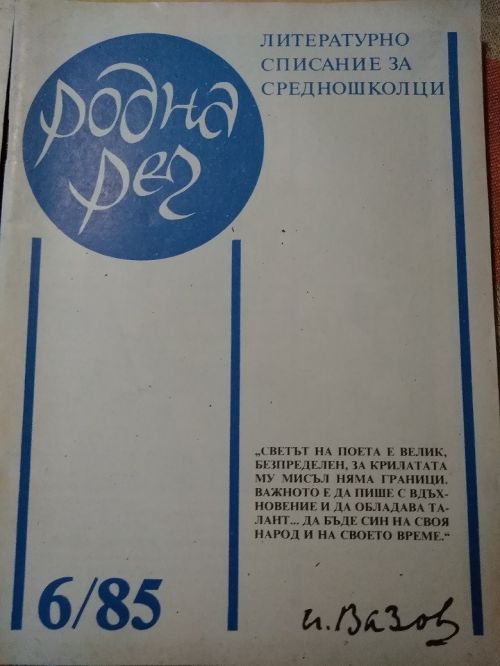 родна
реч
ЛИТЕРАТУРНО
СПИСАНИЕ ЗА
СРЕДНОШКОЛЦИ
„СВЕТЪТ НА ПОЕТА Е ВЕЛИК,
БЕЗПРЕДЕЛЕН, ЗА КРИЛАТАТА
МУ МИСЪЛ НЯМА ГРАНИЦИ.
ВАЖНОТО Е ДА ПИШЕ С ВДЪХ-
НОВЕНИЕ И ДА ОБЛАДАВА ТА-
ЛАНТ... ДА БЪДЕ СИН НА СВОЯ
НАРОД И НА СВОЕТО ВРЕМЕ.“
6/85
и. Вазов